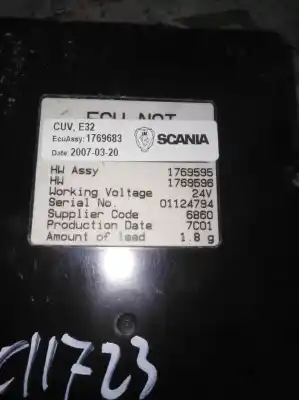 ECU NOT
CUV, E32
EcuAssy: 1769683
Date: 2007-03-20
SCANIA
HW Assy 1769595
HW 1769596
Working Voltage 24V
Serial No. 01124794
Supplier Code 6860
Production Date 7C01
Amount of lead 1.8 g
C11723